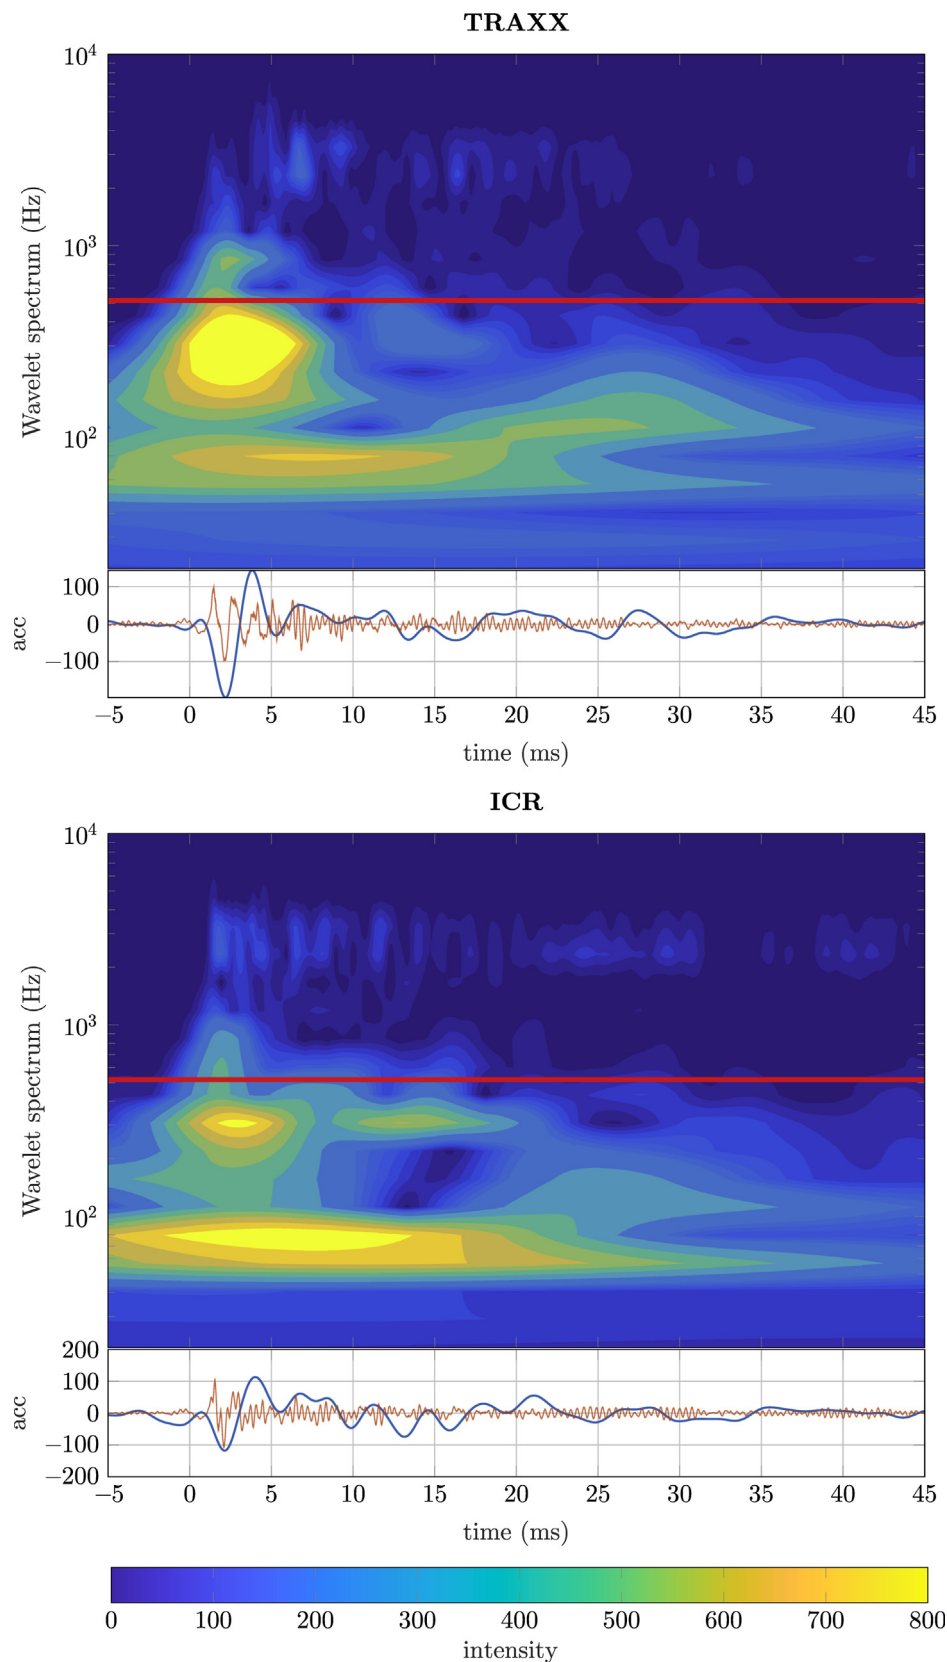 TRAXX
10^4
10^3
10^2
Wavelet spectrum (Hz)
100
0
−100
acc
−5 0 5 10 15 20 25 30 35 40 45
time (ms)
ICR
10^4
10^3
10^2
Wavelet spectrum (Hz)
200
100
0
−100
−200
acc
−5 0 5 10 15 20 25 30 35 40 45
time (ms)
0 100 200 300 400 500 600 700 800
intensity